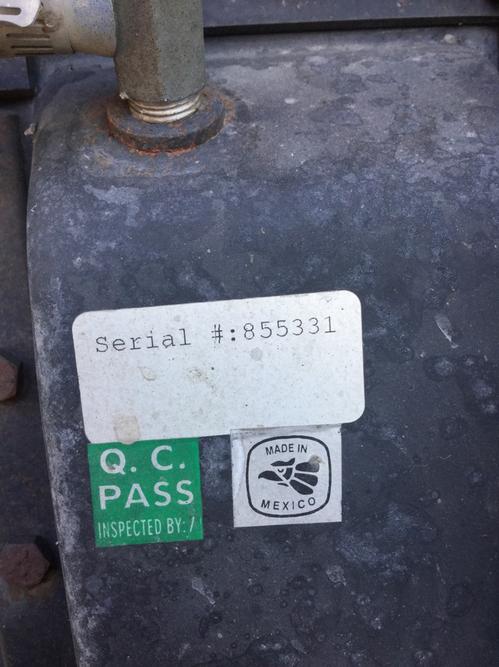 Serial #:855331
Q. C.
PASS
INSPECTED BY: /
MADE IN
MEXICO